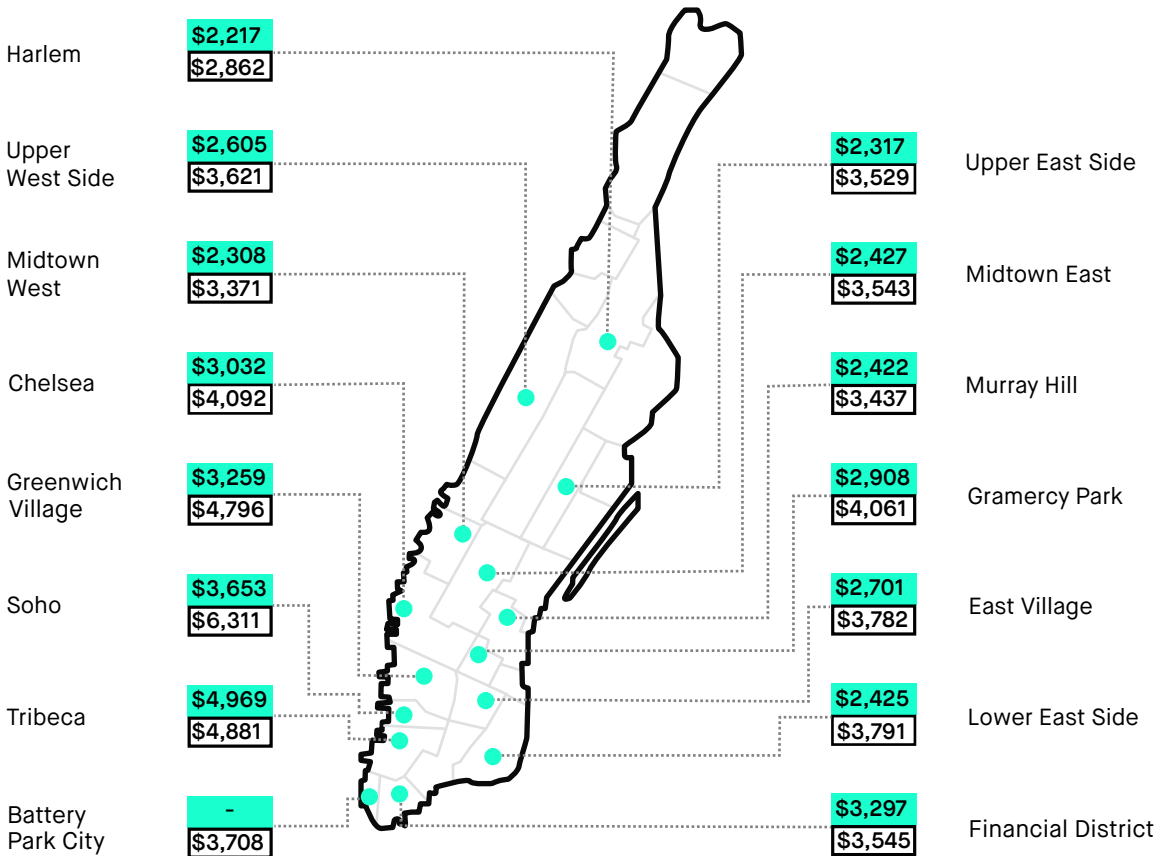 Harlem
$2,217
$2,862
Upper
West Side
$2,605
$3,621
Midtown
West
$2,308
$3,371
Chelsea
$3,032
$4,092
Greenwich
Village
$3,259
$4,796
Soho
$3,653
$6,311
Tribeca
$4,969
$4,881
Battery
Park City
-
$3,708
$2,317
$3,529
Upper East Side
$2,427
$3,543
Midtown East
$2,422
$3,437
Murray Hill
$2,908
$4,061
Gramercy Park
$2,701
$3,782
East Village
$2,425
$3,791
Lower East Side
$3,297
$3,545
Financial District